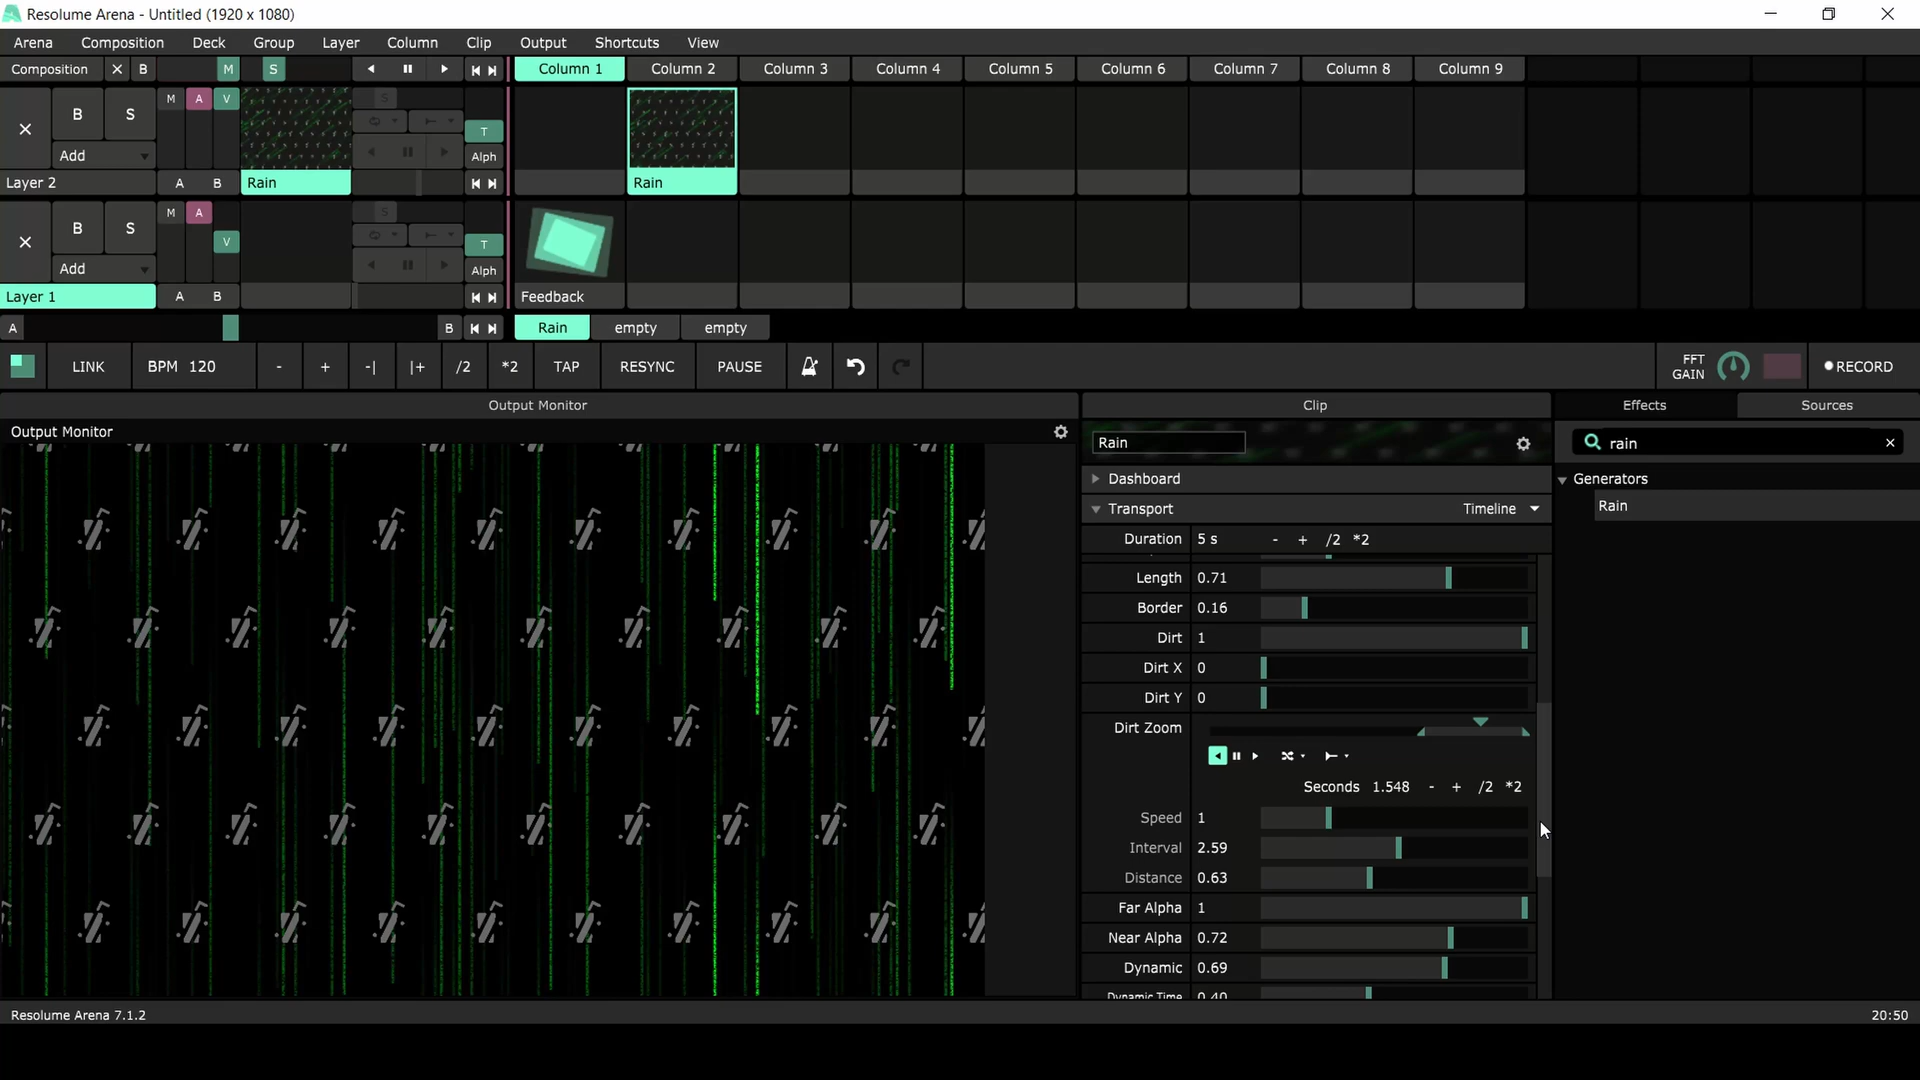 Resolume Arena - Untitled (1920 x 1080)
Arena Composition Deck Group Layer Column Clip Output Shortcuts View
Composition B M S Column 1 Column 2 Column 3 Column 4 Column 5 Column 6 Column 7 Column 8 Column 9
B S M A V S
T
Add Alph
Layer 2 A B Rain Rain
B S M A S
V T
Add Alph
Layer 1 A B Feedback
A B Rain empty empty
LINK BPM 120 - + -| |+ /2 *2 TAP RESYNC PAUSE FFT GAIN RECORD
Output Monitor Clip Effects Sources
Output Monitor Rain rain
Dashboard Generators
Transport Timeline Rain
Duration 5 s - + /2 *2
Length 0.71
Border 0.16
Dirt 1
Dirt X 0
Dirt Y 0
Dirt Zoom
Seconds 1.548 - + /2 *2
Speed 1
Interval 2.59
Distance 0.63
Far Alpha 1
Near Alpha 0.72
Dynamic 0.69
Dynamic Time 0.40
Resolume Arena 7.1.2 20:50